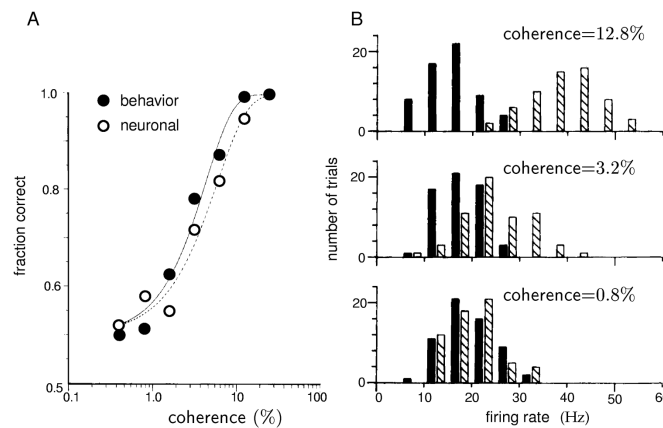 A
1.0
0.8
0.6
0.5
fraction correct
behavior
neuronal
0.1
1.0
10
100
coherence (%)
B
coherence=12.8%
20
0
coherence=3.2%
20
0
coherence=0.8%
20
0
number of trials
0
10
20
30
40
50
60
firing rate (Hz)